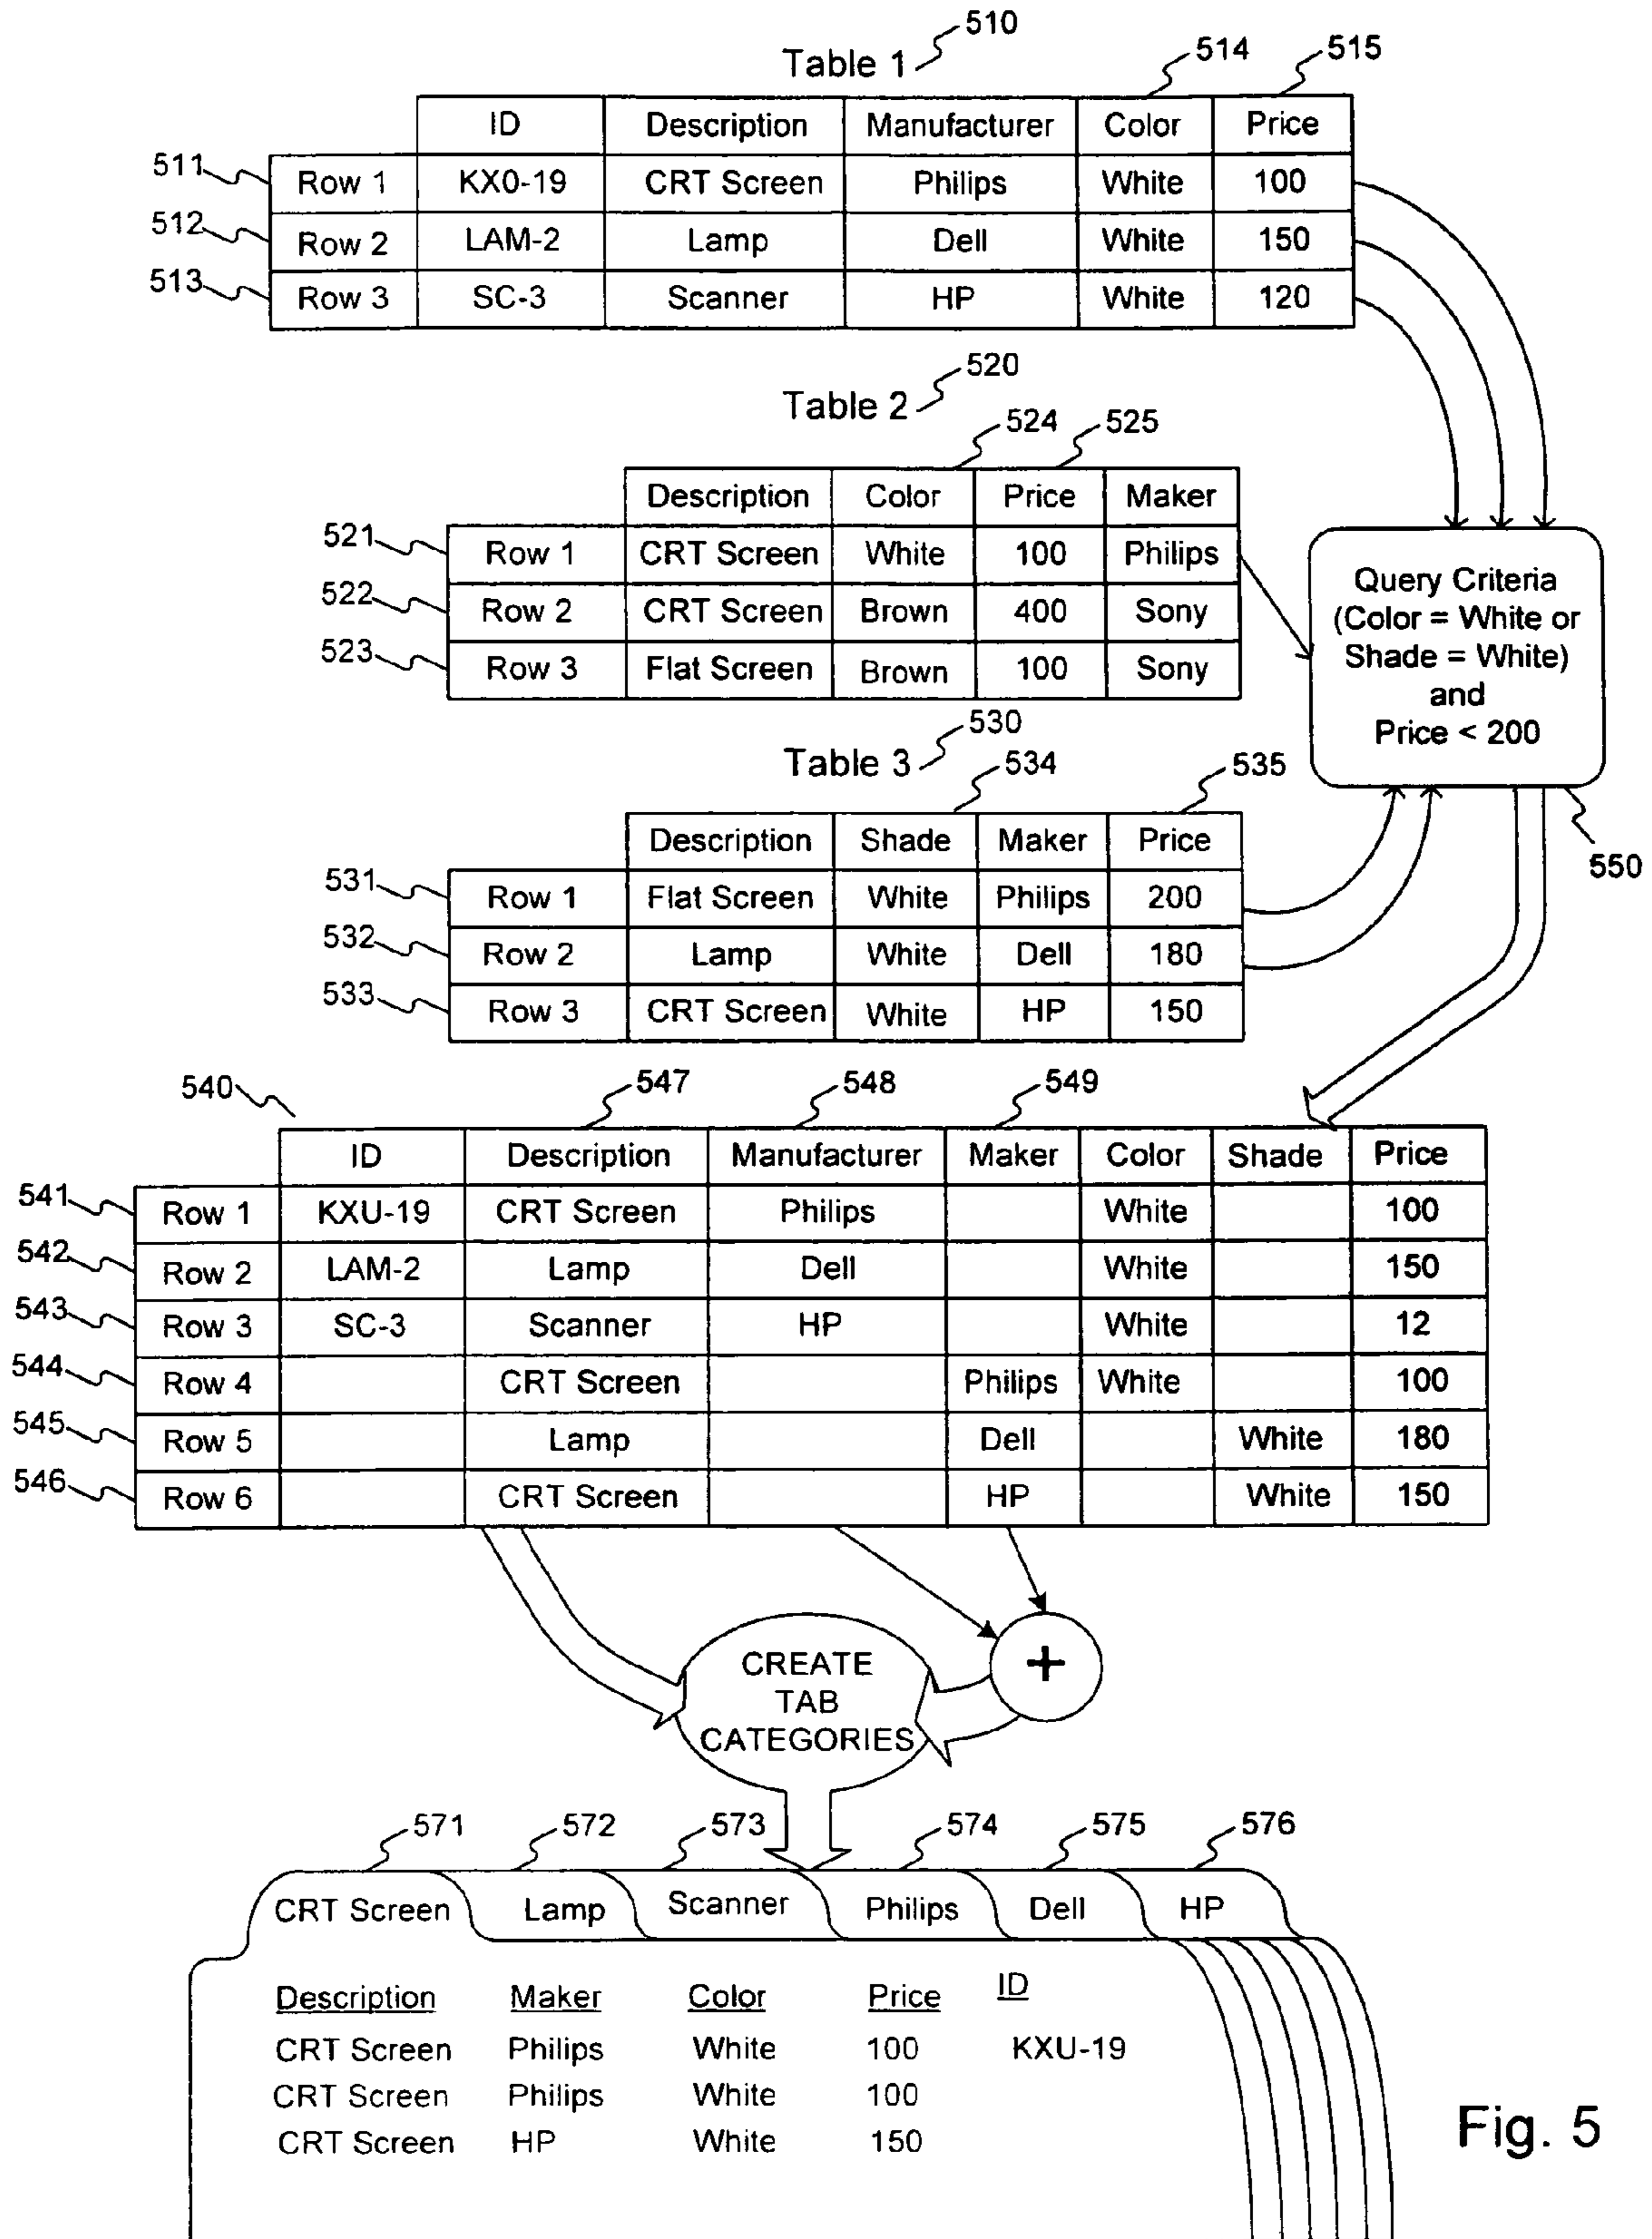 Table 1 510
514 515
ID Description Manufacturer Color Price
511 Row 1 KX0-19 CRT Screen Philips White 100
512 Row 2 LAM-2 Lamp Dell White 150
513 Row 3 SC-3 Scanner HP White 120
Table 2 520
524 525
Description Color Price Maker
521 Row 1 CRT Screen White 100 Philips
522 Row 2 CRT Screen Brown 400 Sony
523 Row 3 Flat Screen Brown 100 Sony
Query Criteria
(Color = White or
Shade = White)
and
Price < 200
550
Table 3 530
534 535
Description Shade Maker Price
531 Row 1 Flat Screen White Philips 200
532 Row 2 Lamp White Dell 180
533 Row 3 CRT Screen White HP 150
540 547 548 549
ID Description Manufacturer Maker Color Shade Price
541 Row 1 KXU-19 CRT Screen Philips White 100
542 Row 2 LAM-2 Lamp Dell White 150
543 Row 3 SC-3 Scanner HP White 12
544 Row 4 CRT Screen Philips White 100
545 Row 5 Lamp Dell White 180
546 Row 6 CRT Screen HP White 150
+
CREATE
TAB
CATEGORIES
571 572 573 574 575 576
CRT Screen Lamp Scanner Philips Dell HP
Description Maker Color Price ID
CRT Screen Philips White 100 KXU-19
CRT Screen Philips White 100
CRT Screen HP White 150
Fig. 5